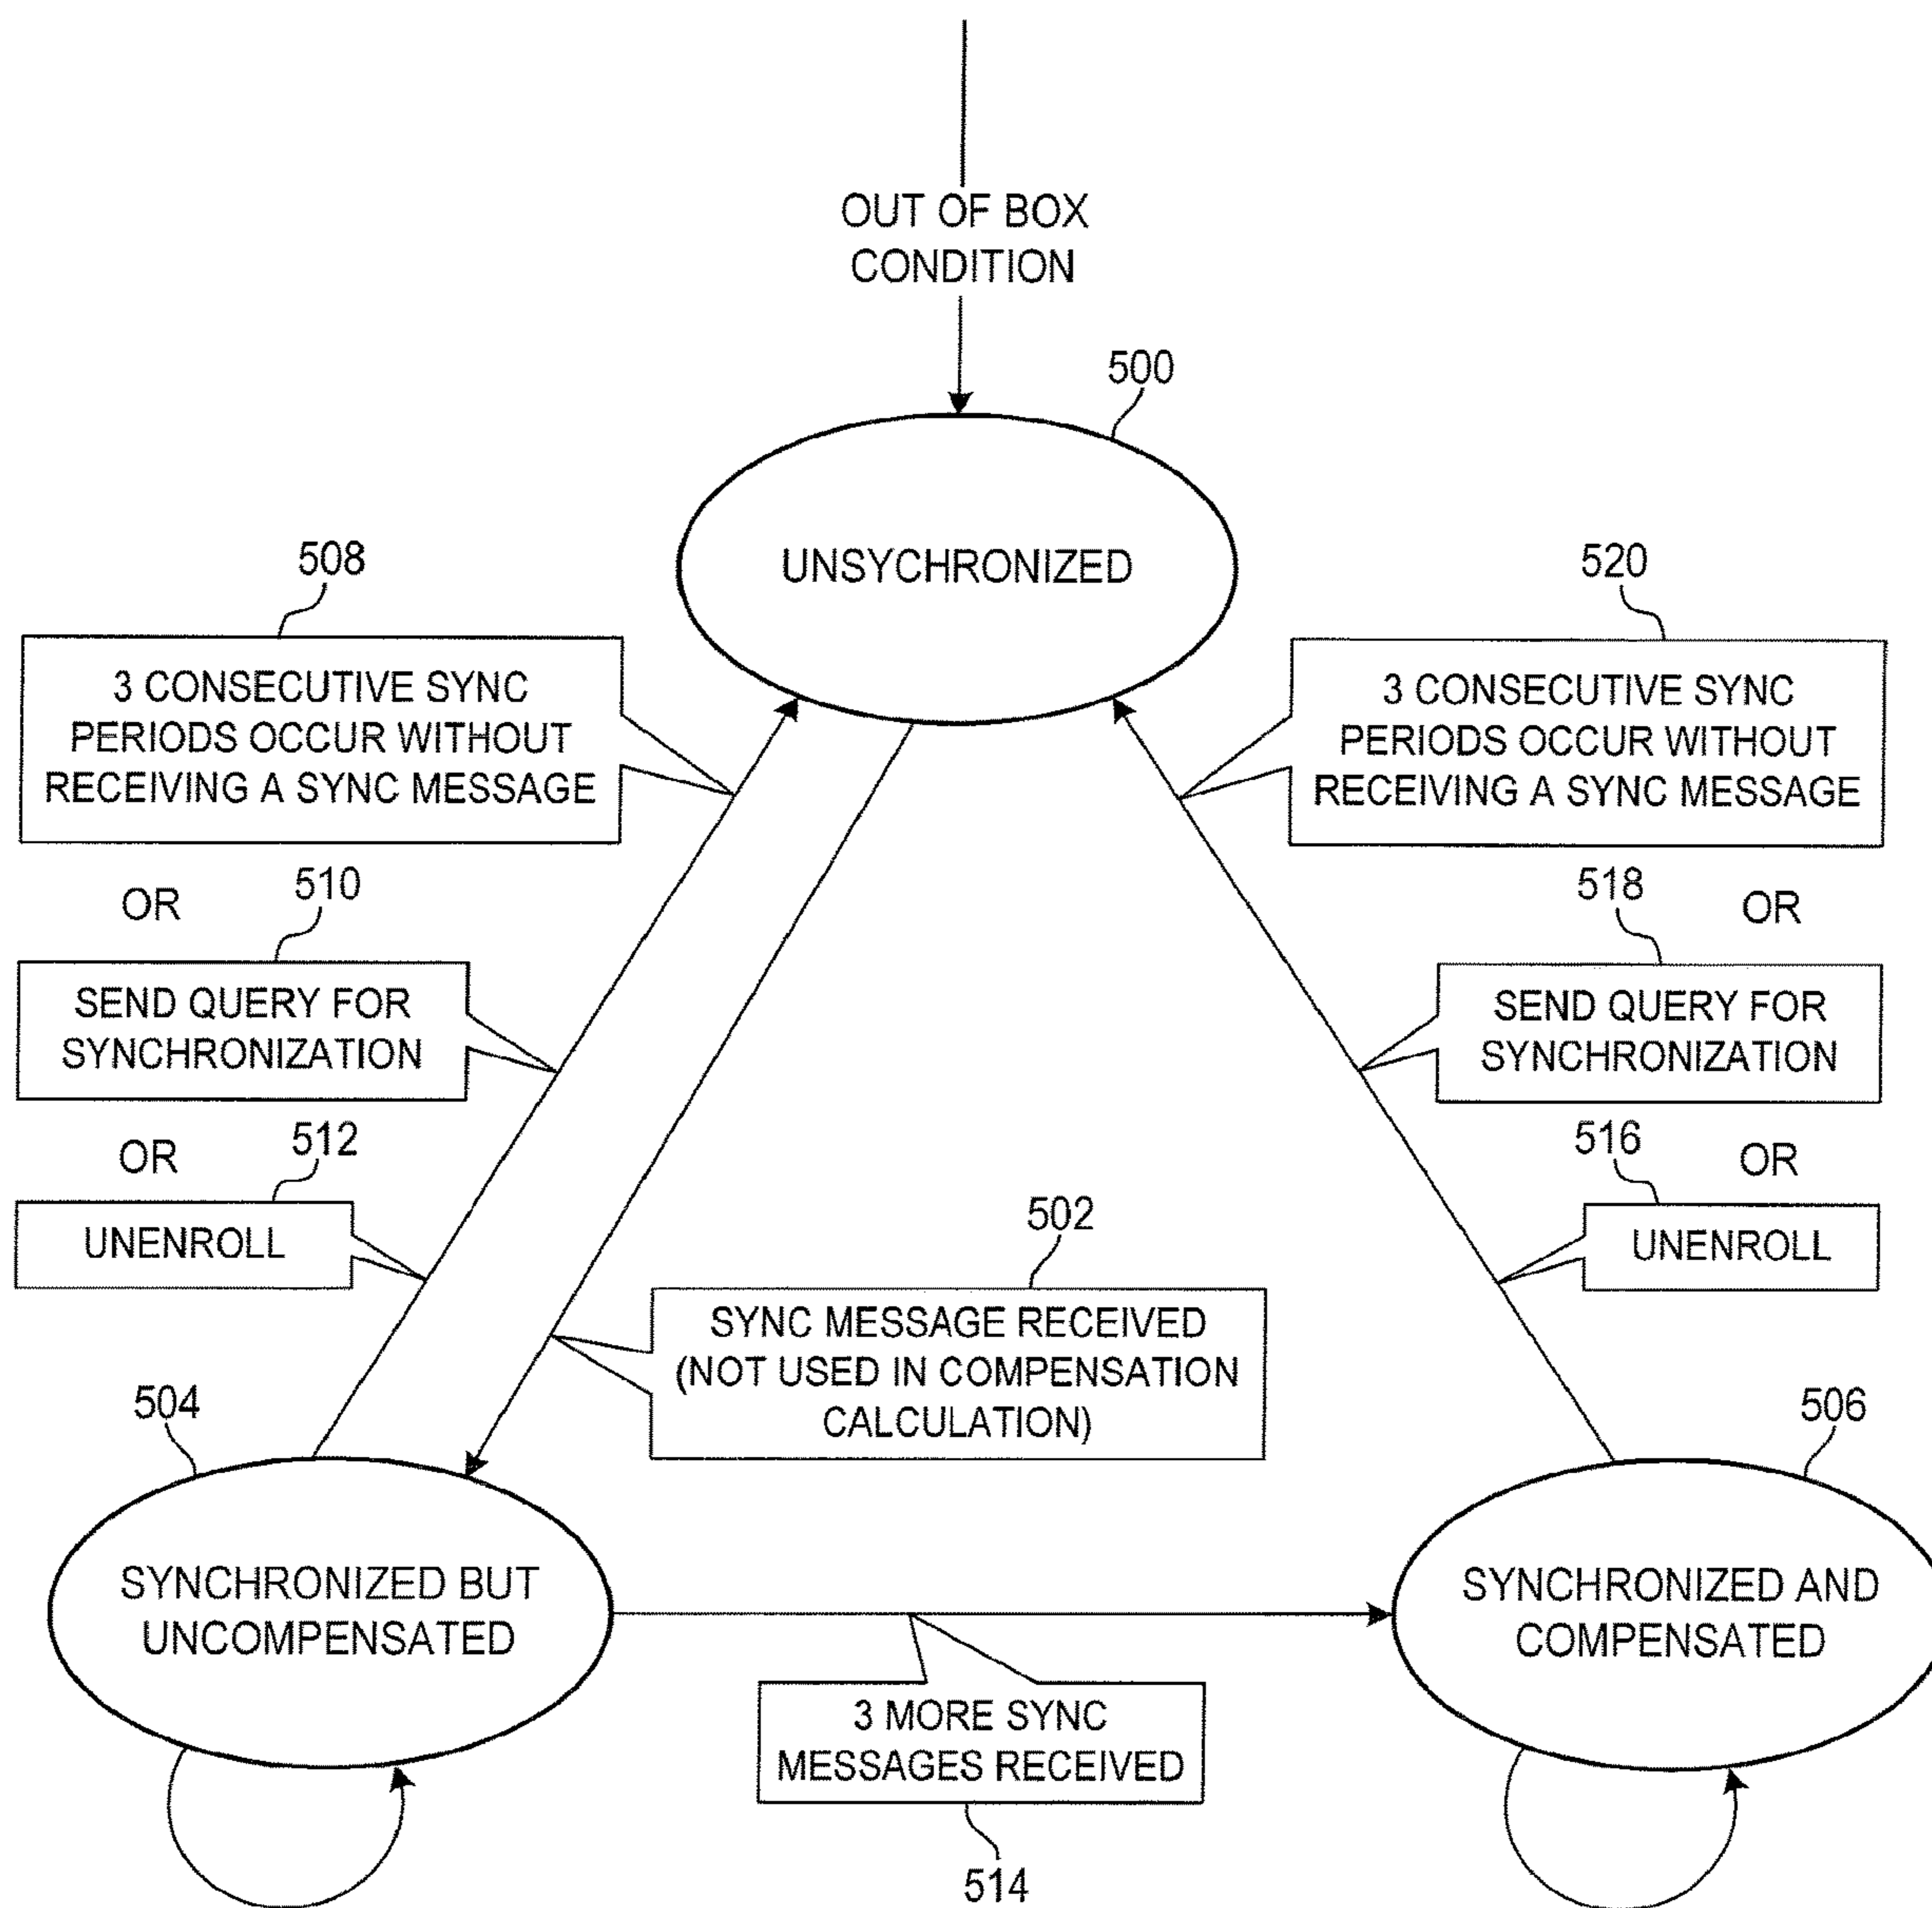 OUT OF BOX
CONDITION
500
UNSYCHRONIZED
508
3 CONSECUTIVE SYNC
PERIODS OCCUR WITHOUT
RECEIVING A SYNC MESSAGE
520
3 CONSECUTIVE SYNC
PERIODS OCCUR WITHOUT
RECEIVING A SYNC MESSAGE
OR
510
SEND QUERY FOR
SYNCHRONIZATION
518
OR
SEND QUERY FOR
SYNCHRONIZATION
OR
512
UNENROLL
516
OR
UNENROLL
502
SYNC MESSAGE RECEIVED
(NOT USED IN COMPENSATION
CALCULATION)
504
SYNCHRONIZED BUT
UNCOMPENSATED
506
SYNCHRONIZED AND
COMPENSATED
3 MORE SYNC
MESSAGES RECEIVED
514